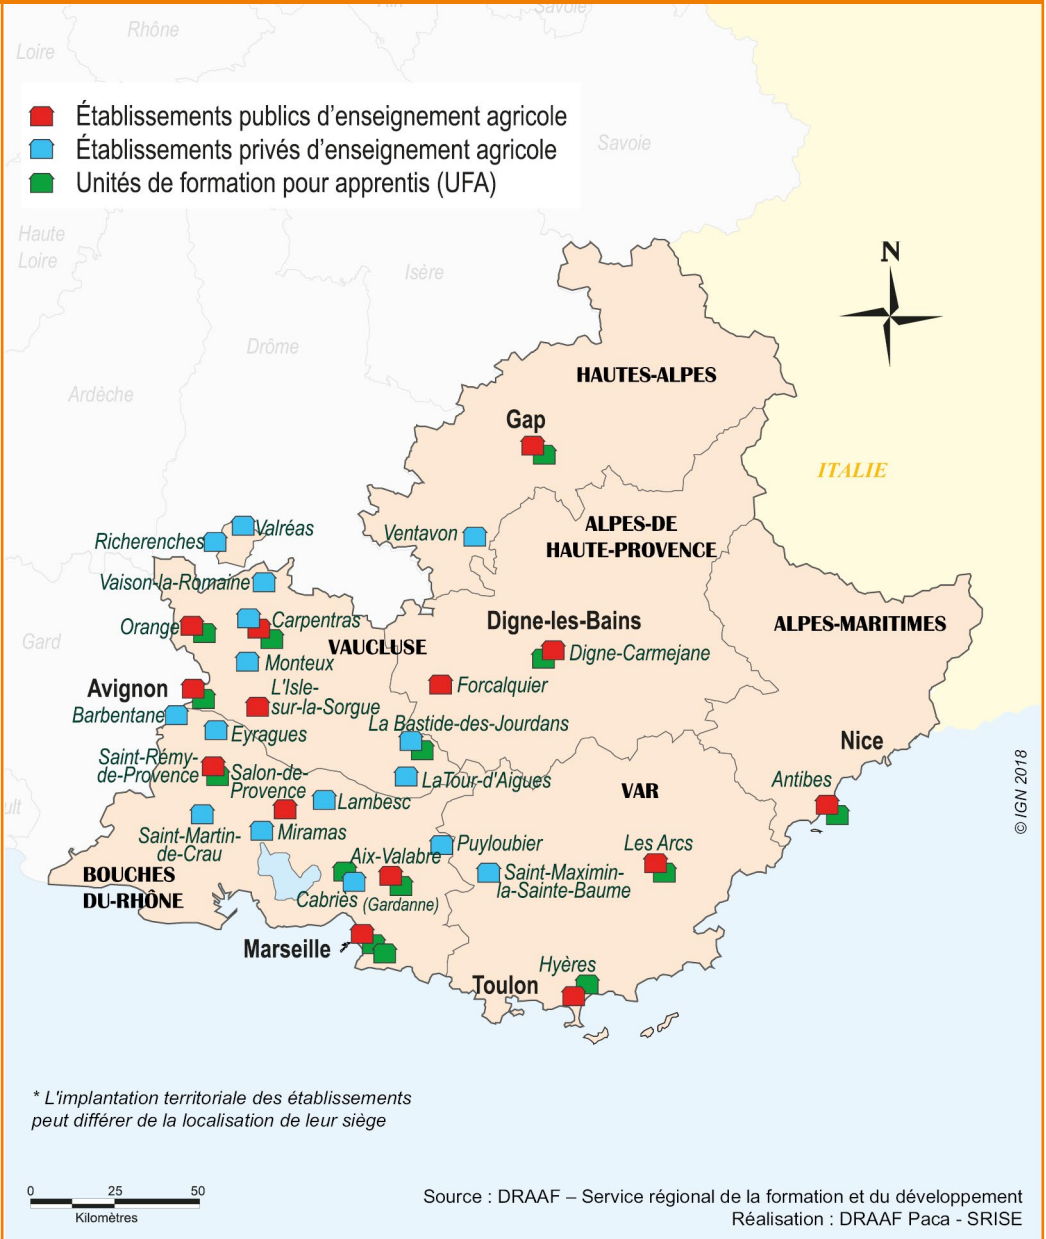 Rhône
Savoie
Loire
Établissements publics d'enseignement agricole
Établissements privés d'enseignement agricole
Unités de formation pour apprentis (UFA)
Savoie
Haute
Loire
Isère
N
Drôme
Ardèche
HAUTES-ALPES
Gap
ITALIE
Valréas
Richerenches
Ventavon
ALPES-DE
HAUTE-PROVENCE
Vaison-la-Romaine
Carpentras
Orange
Digne-les-Bains
ALPES-MARITIMES
Gard
VAUCLUSE
Digne-Carmejane
Monteux
Avignon
L'Isle-
sur-la-Sorgue
Forcalquier
Barbentane
La Bastide-des-Jourdans
Eyragues
Nice
Saint-Rémy-
de-Provence
Salon-de-
Provence
La Tour-d'Aigues
Antibes
VAR
Lambesc
© IGN 2018
ult
Saint-Martin-
de-Crau
Miramas
Puyloubier
Les Arcs
Aix-Valabre
(Gardanne)
BOUCHES
DU-RHÔNE
Cabriès
Saint-Maximin-
la-Sainte-Baume
Marseille
Hyères
Toulon
* L'implantation territoriale des établissements
peut différer de la localisation de leur siège
0 25 50
Kilomètres
Source : DRAAF – Service régional de la formation et du développement
Réalisation : DRAAF Paca - SRISE